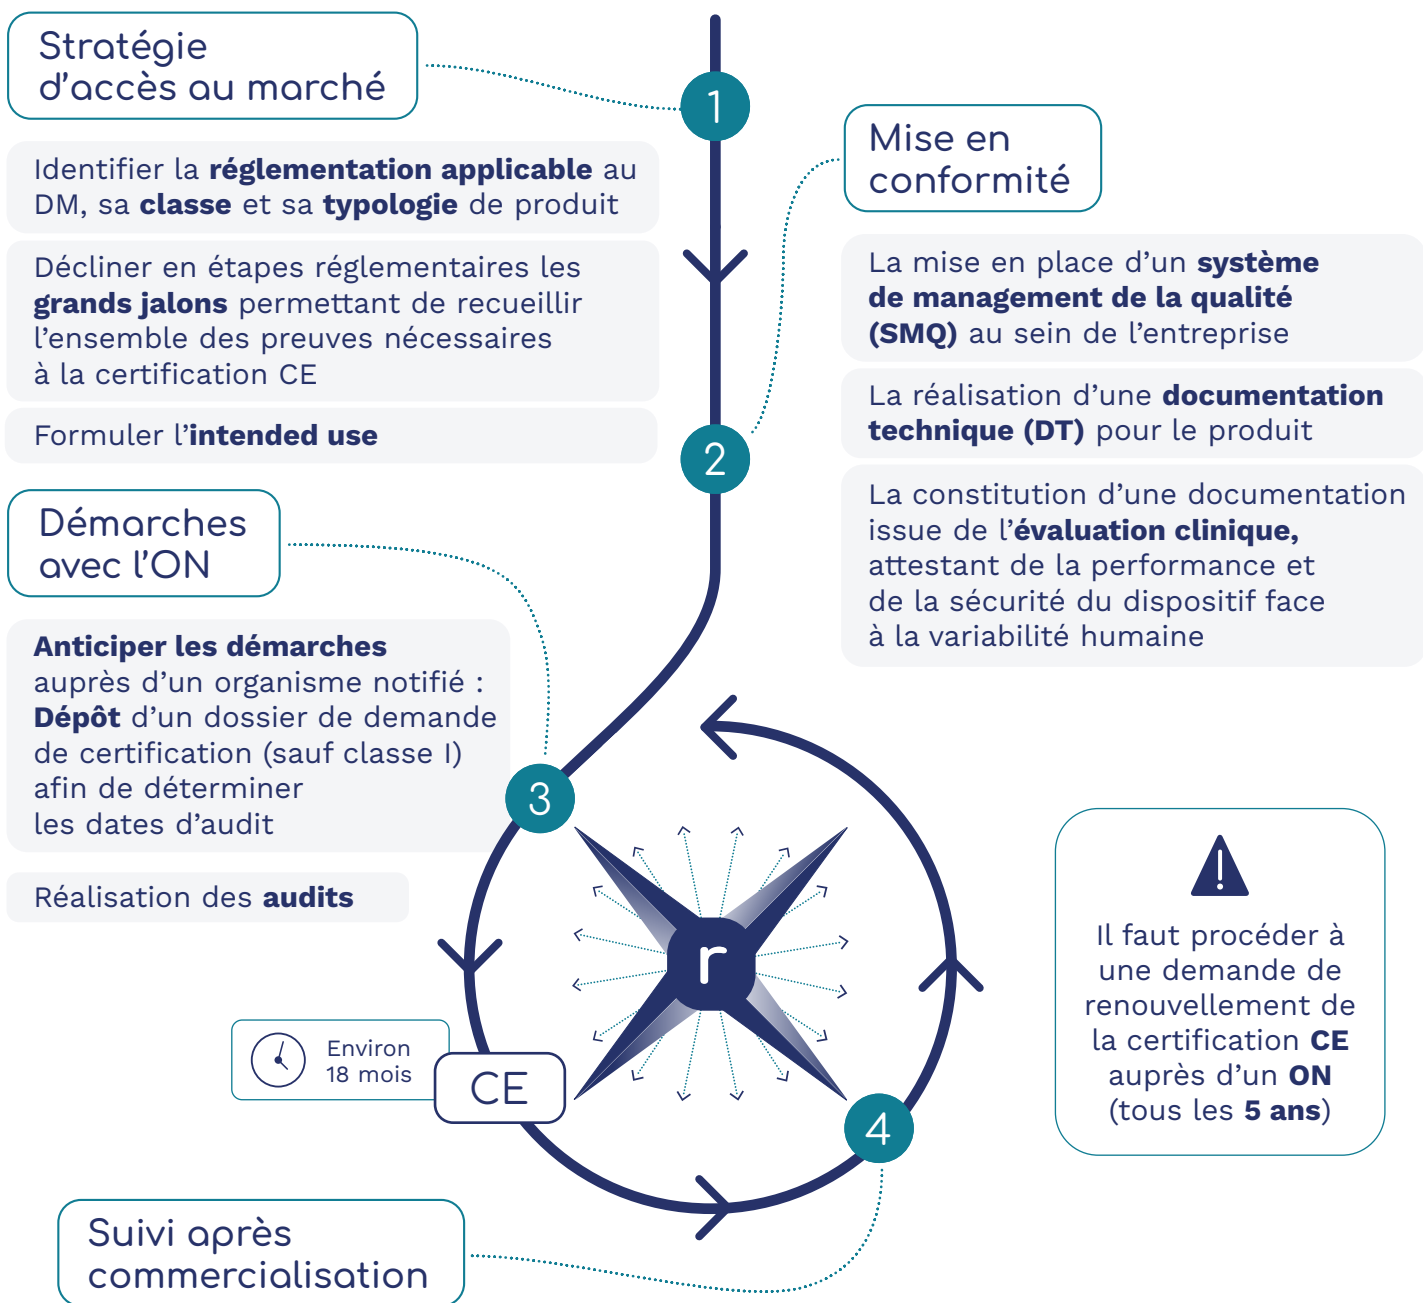 Stratégie
d'accès au marché
1
Identifier la réglementation applicable au
DM, sa classe et sa typologie de produit
Décliner en étapes réglementaires les
grands jalons permettant de recueillir
l'ensemble des preuves nécessaires
à la certification CE
Formuler l'intended use
Mise en
conformité
2
La mise en place d'un système
de management de la qualité
(SMQ) au sein de l'entreprise
La réalisation d'une documentation
technique (DT) pour le produit
La constitution d'une documentation
issue de l'évaluation clinique,
attestant de la performance et
de la sécurité du dispositif face
à la variabilité humaine
Démarches
avec l'ON
3
Anticiper les démarches
auprès d'un organisme notifié :
Dépôt d'un dossier de demande
de certification (sauf classe I)
afin de déterminer
les dates d'audit
Réalisation des audits
r
Environ
18 mois
CE
4
Il faut procéder à
une demande de
renouvellement de
la certification CE
auprès d'un ON
(tous les 5 ans)
Suivi après
commercialisation